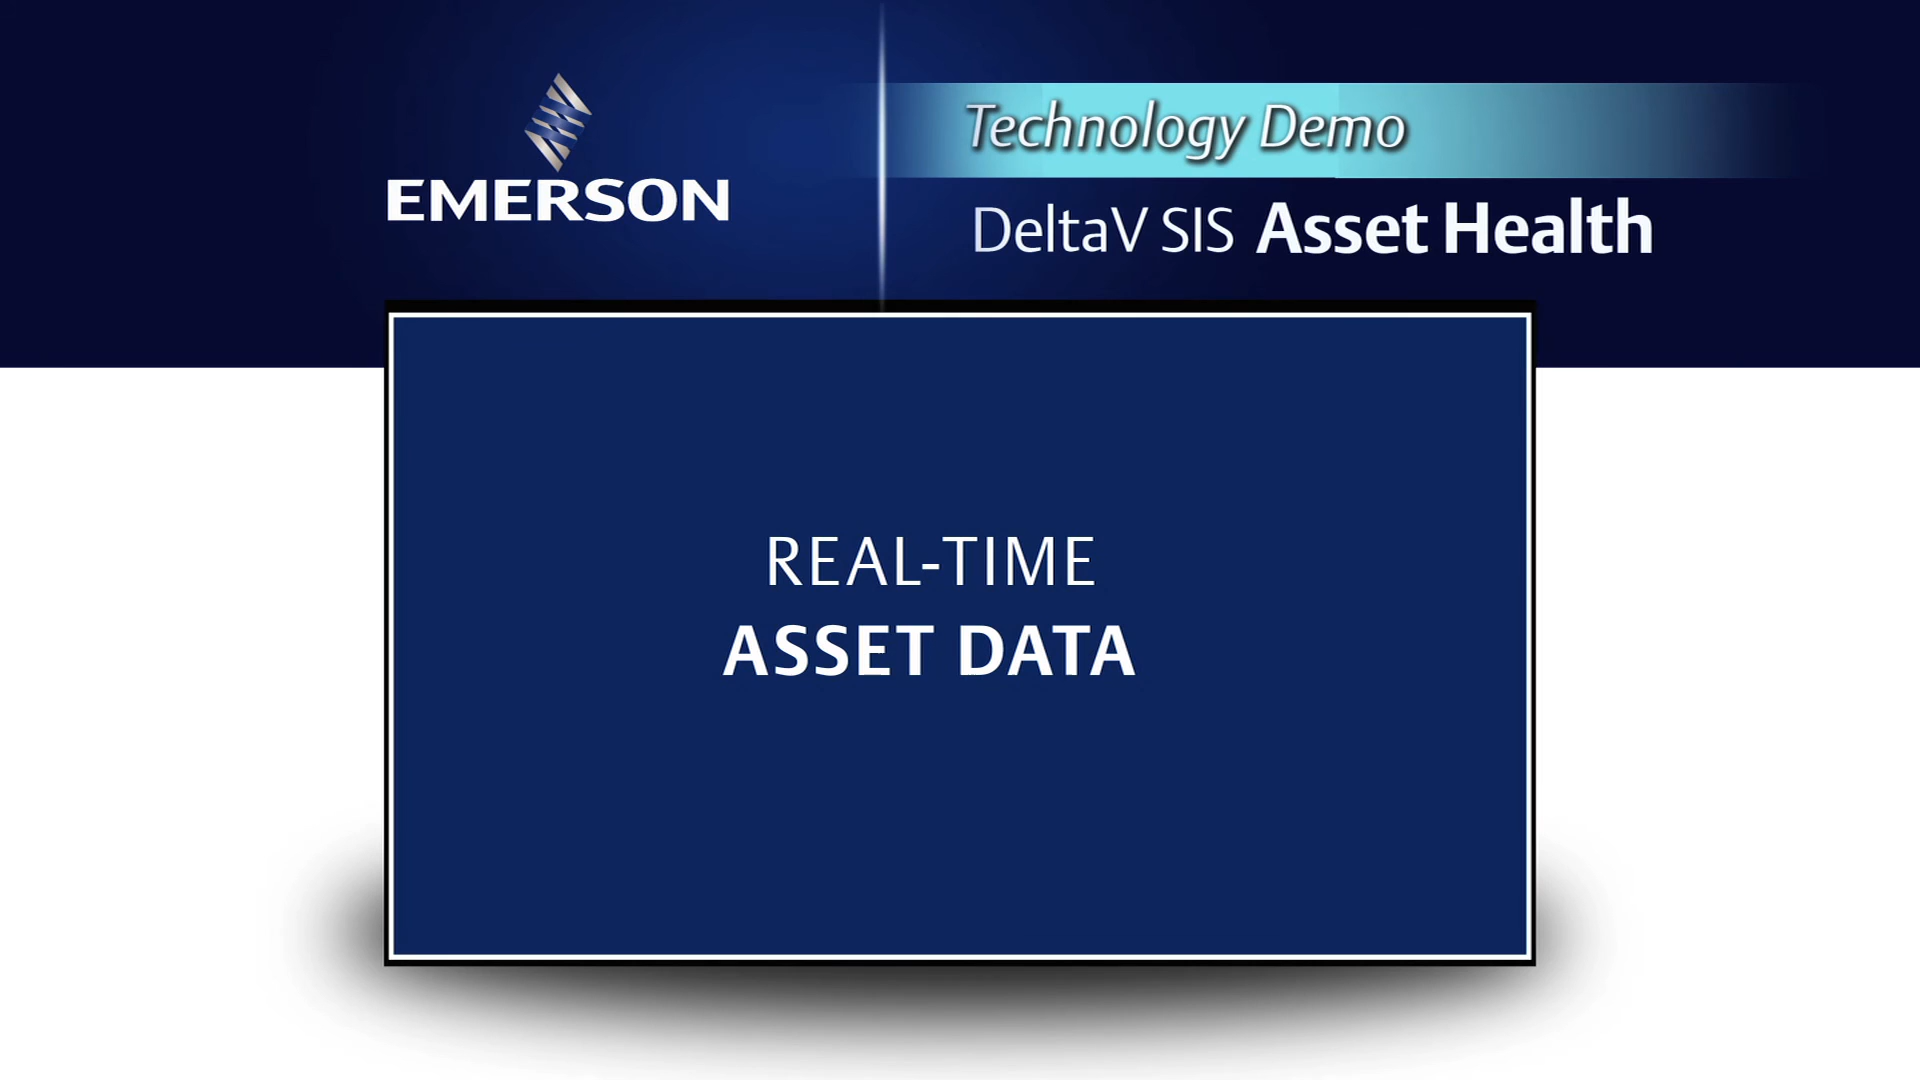 EMERSON
Technology Demo
DeltaV SIS Asset Health
REAL-TIME
ASSET DATA